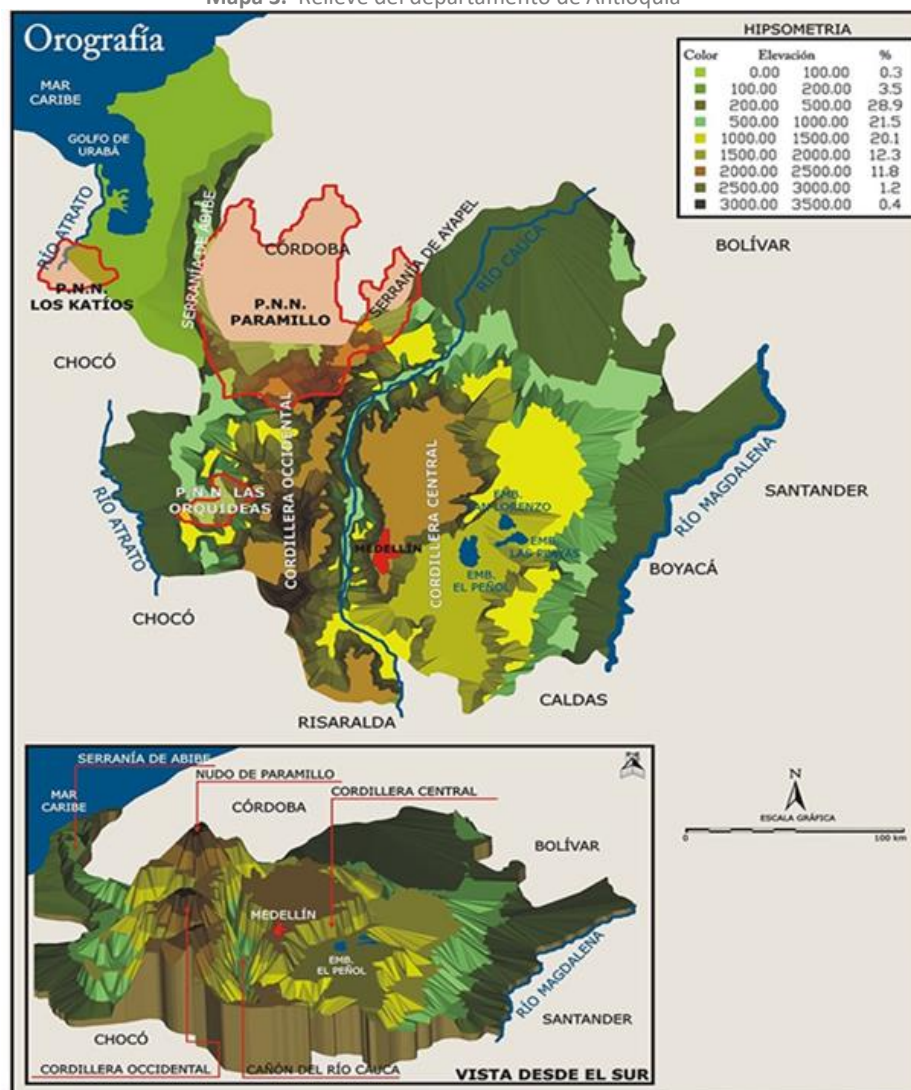 Mapa 3. Relieve del departamento de Antioquia
Orografía
HIPSOMETRIA
Color Elevación %
0.00 100.00 0.3
100.00 200.00 3.5
200.00 500.00 28.9
500.00 1000.00 21.5
1000.00 1500.00 20.1
1500.00 2000.00 12.3
2000.00 2500.00 11.8
2500.00 3000.00 1.2
3000.00 3500.00 0.4
MAR
CARIBE
GOLFO DE
URABÁ
RÍO ATRATO
P.N.N.
LOS KATÍOS
SERRANÍA DE ABIBE
CÓRDOBA
P.N.N.
PARAMILLO
SERRANÍA DE AYAPEL
RÍO CAUCA
BOLÍVAR
CHOCÓ
RÍO ATRATO
P.N.N. LAS
ORQUÍDEAS
CORDILLERA OCCIDENTAL
CORDILLERA CENTRAL
MEDELLÍN
EMB.
LORENZO
EMB.
LAS
EMB.
EL PEÑOL
RÍO MAGDALENA
SANTANDER
BOYACÁ
CHOCÓ
CALDAS
RISARALDA
SERRANÍA DE ABIBE
NUDO DE PARAMILLO
MAR
CARIBE
CÓRDOBA
CORDILLERA CENTRAL
BOLÍVAR
MEDELLÍN
EMB.
EL PEÑOL
RÍO MAGDALENA
CHOCÓ
SANTANDER
CORDILLERA OCCIDENTAL
CAÑÓN DEL RÍO CAUCA
VISTA DESDE EL SUR
N
ESCALA GRÁFICA
0
100 km